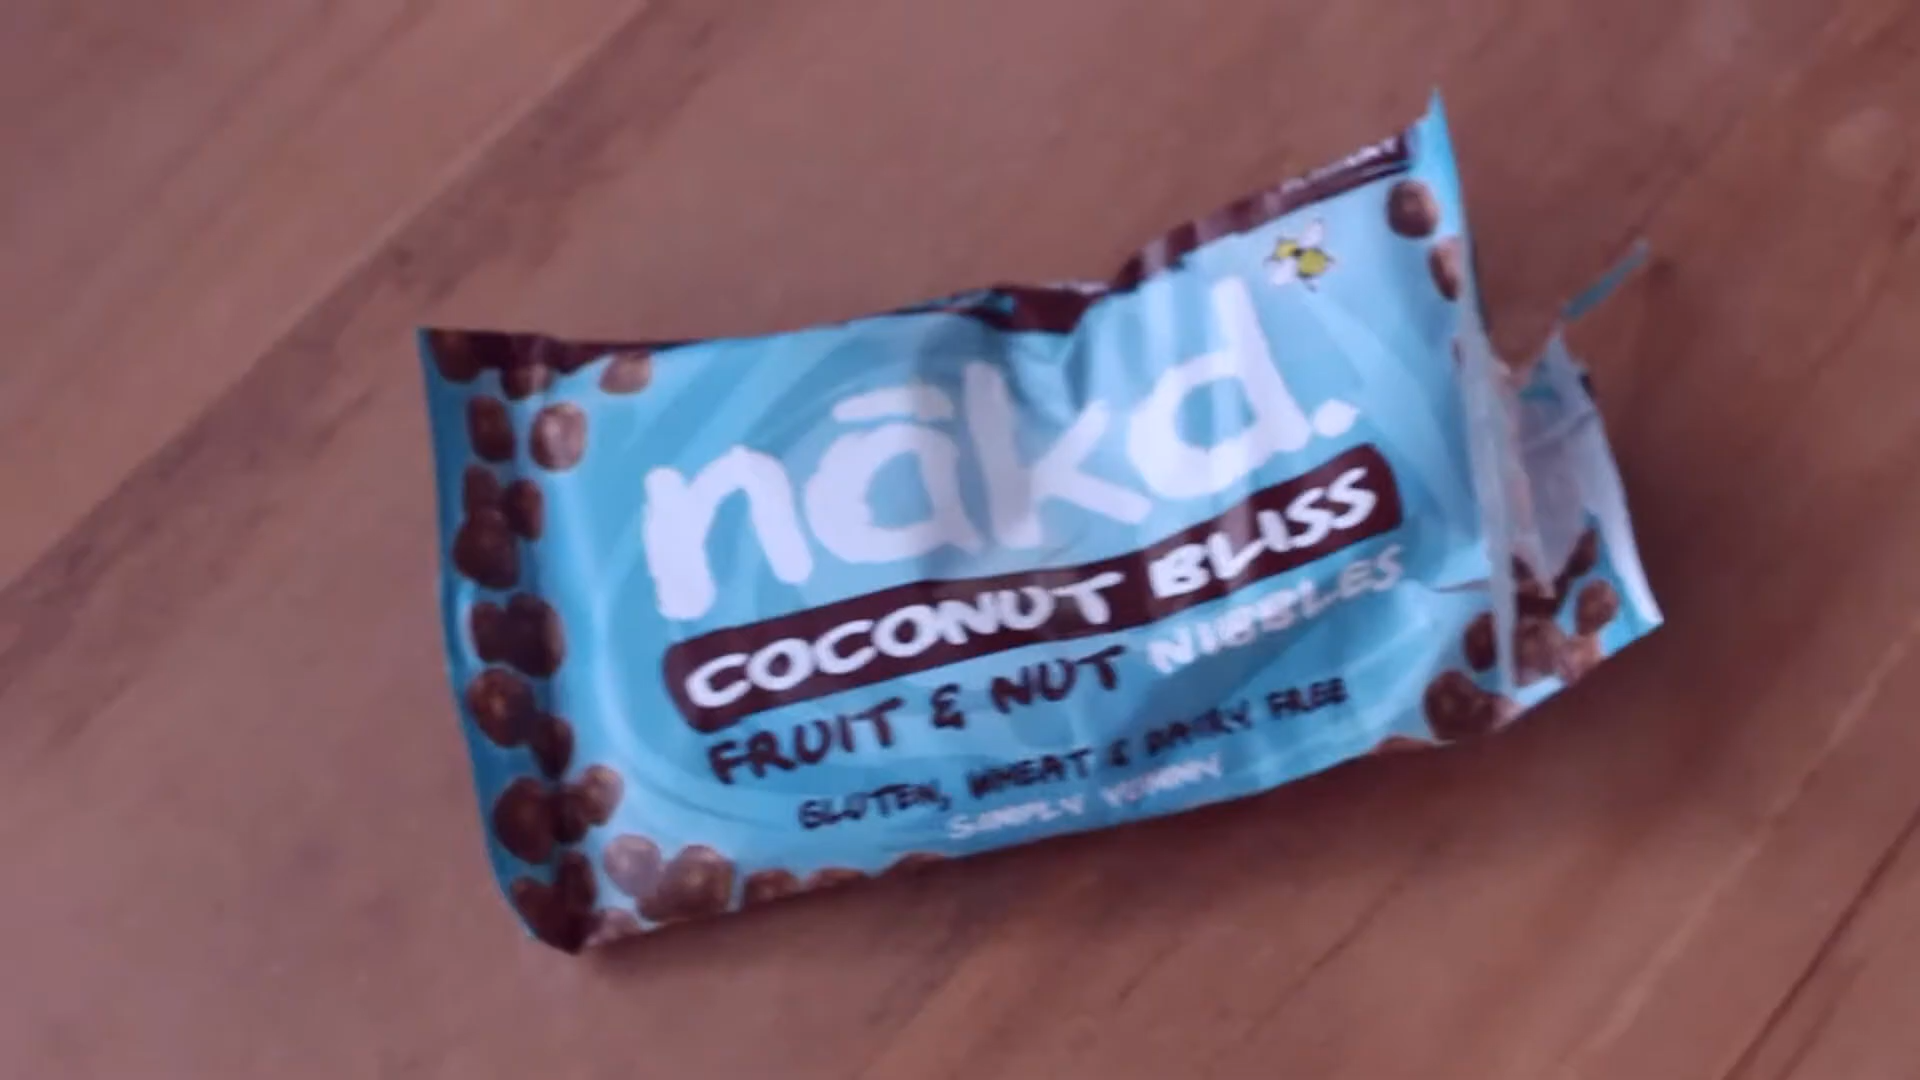 nākd.
COCONUT BLISS
FRUIT & NUT NIBBLES
GLUTEN, WHEAT & DAIRY FREE
SIMPLY YUMMY